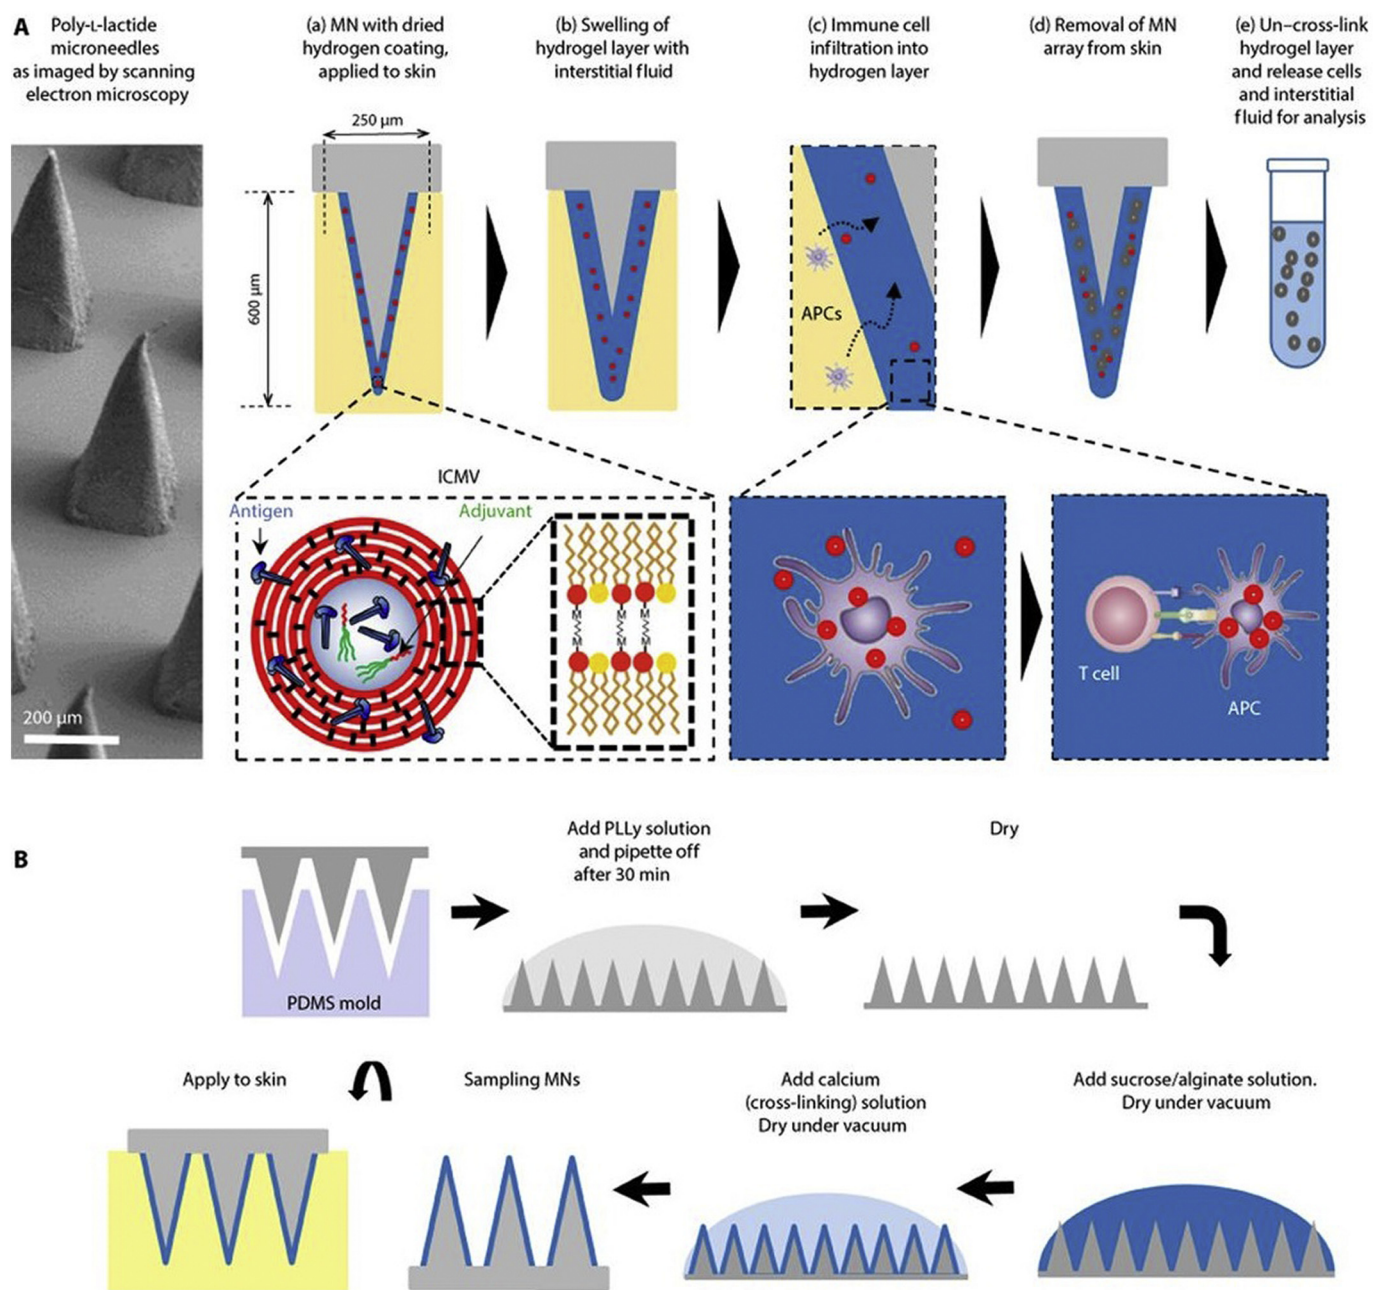 A
Poly-L-lactide
microneedles
as imaged by scanning
electron microscopy
(a) MN with dried
hydrogen coating,
applied to skin
(b) Swelling of
hydrogel layer with
interstitial fluid
(c) Immune cell
infiltration into
hydrogen layer
(d) Removal of MN
array from skin
(e) Un–cross-link
hydrogel layer
and release cells
and interstitial
fluid for analysis
250 µm
600 µm
APCs
200 µm
ICMV
Antigen
Adjuvant
M M M
M M M
T cell
APC
B
PDMS mold
Add PLLy solution
and pipette off
after 30 min
Dry
Apply to skin
Sampling MNs
Add calcium
(cross-linking) solution
Dry under vacuum
Add sucrose/alginate solution.
Dry under vacuum